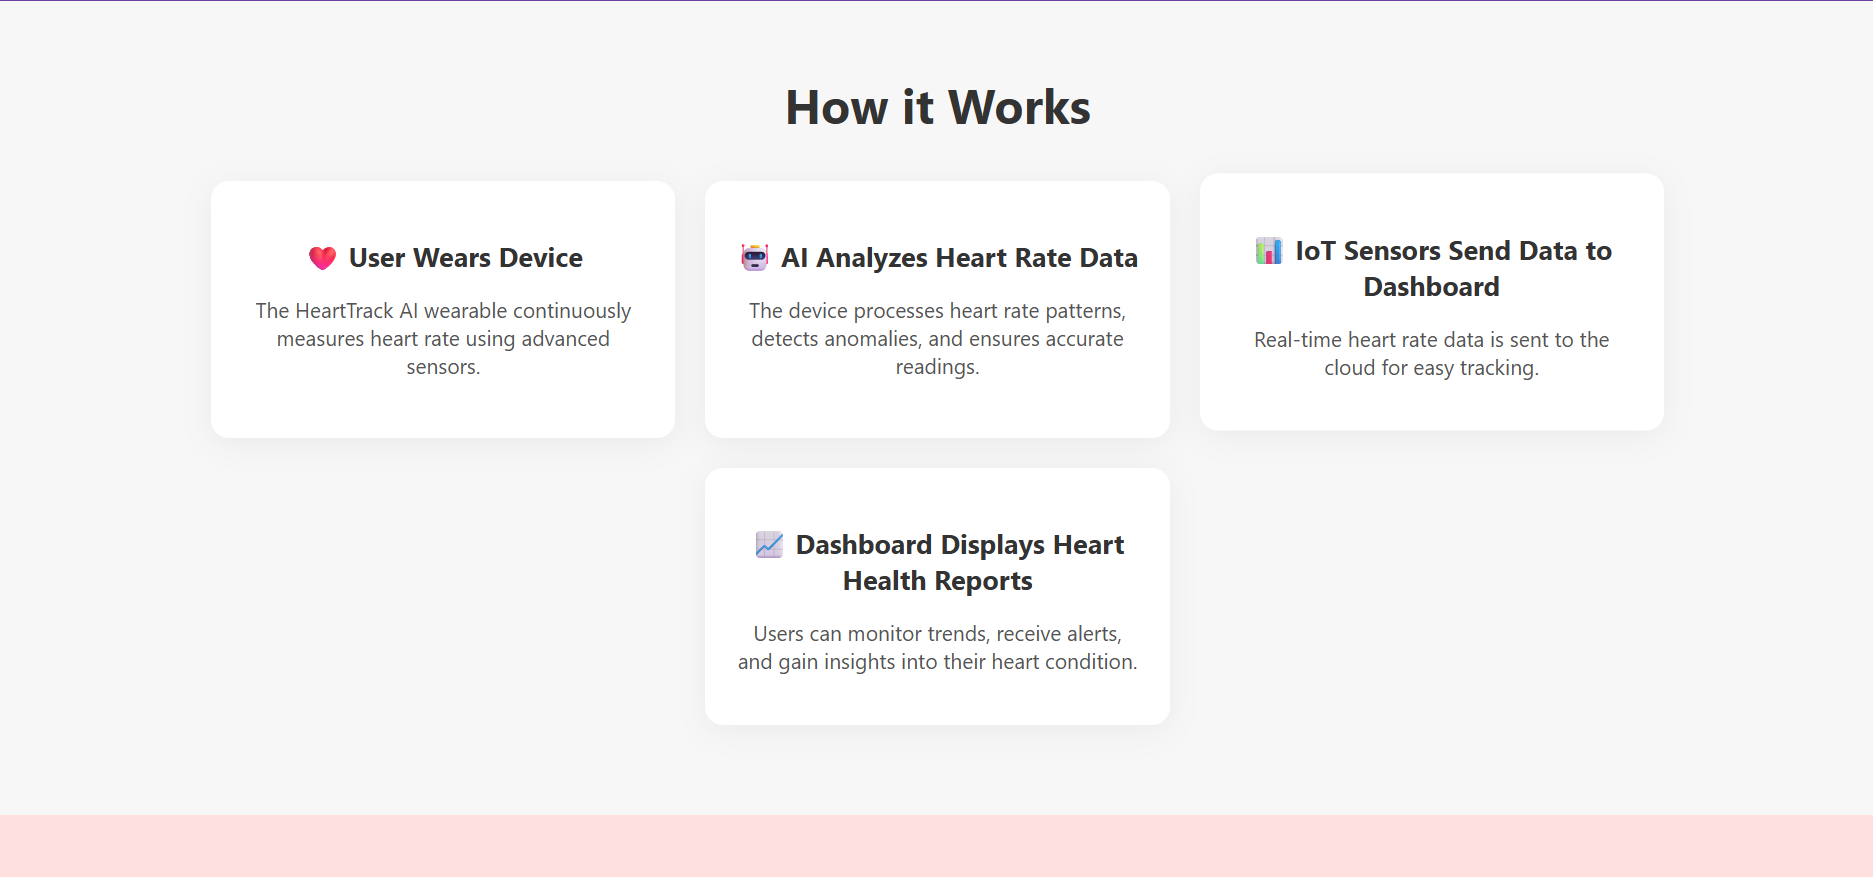 How it Works
User Wears Device
The HeartTrack AI wearable continuously
measures heart rate using advanced
sensors.
AI Analyzes Heart Rate Data
The device processes heart rate patterns,
detects anomalies, and ensures accurate
readings.
IoT Sensors Send Data to
Dashboard
Real-time heart rate data is sent to the
cloud for easy tracking.
Dashboard Displays Heart
Health Reports
Users can monitor trends, receive alerts,
and gain insights into their heart condition.